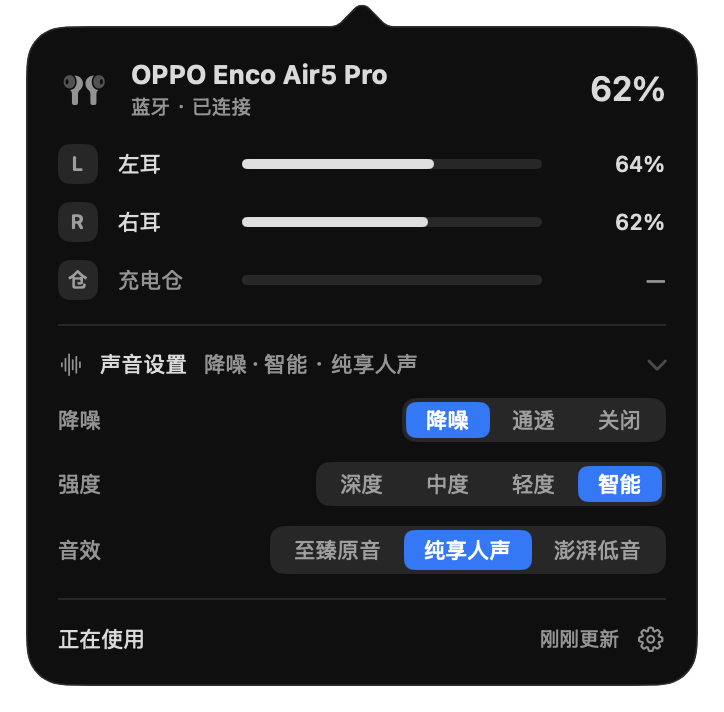 OPPO Enco Air5 Pro
蓝牙 · 已连接
62%
L 左耳 64%
R 右耳 62%
仓 充电仓 —
声音设置 降噪 · 智能 · 纯享人声
降噪 降噪 通透 关闭
强度 深度 中度 轻度 智能
音效 至臻原音 纯享人声 澎湃低音
正在使用 刚刚更新